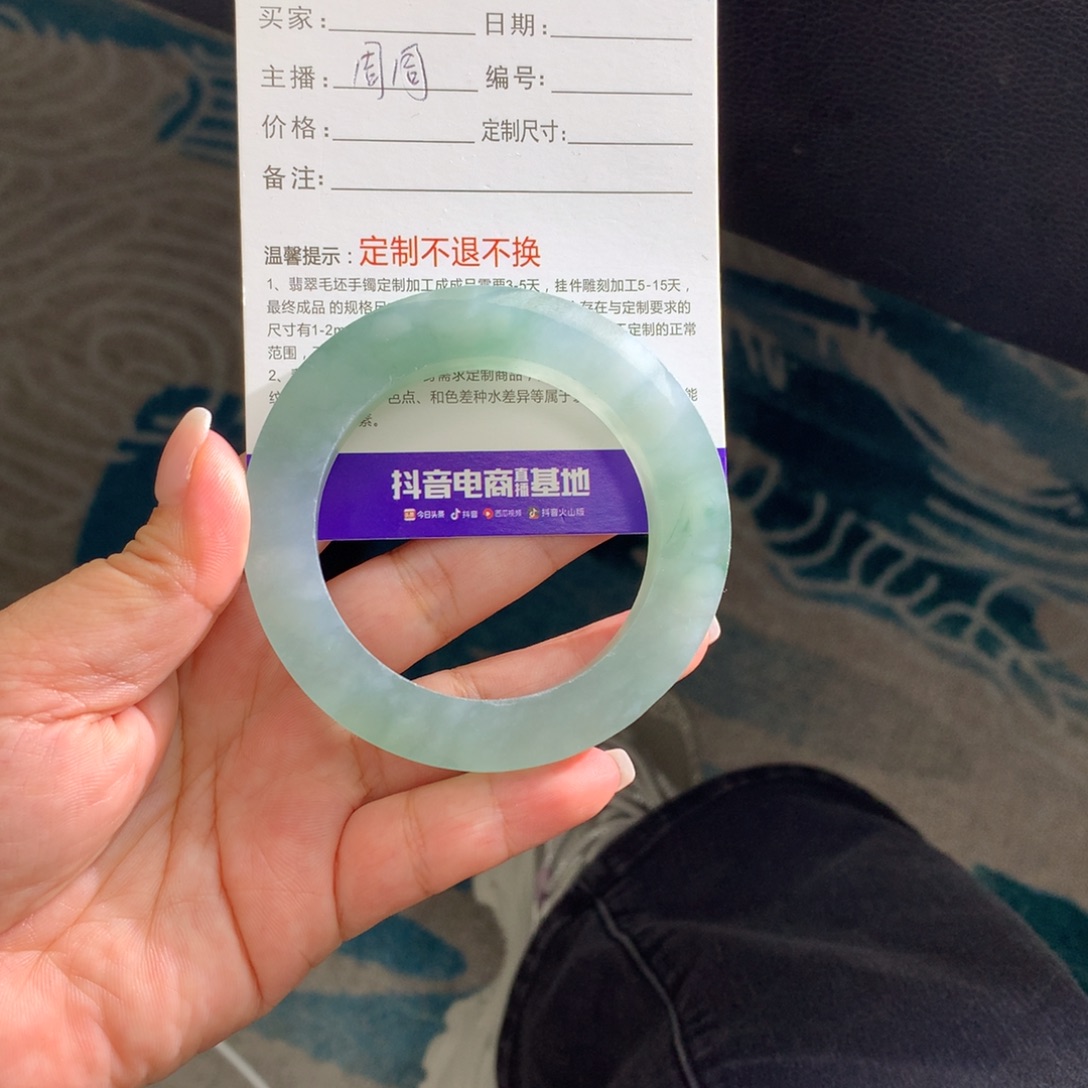 买家: 日期:
主播: 周周 编号:
价格: 定制尺寸:
备注:
温馨提示:定制不退不换
1、翡翠毛坯手镯定制加工成成品需要3-5天,挂件雕刻加工5-15天,
最终成品的规格尺 存在与定制要求的
尺寸有1-2m 工定制的正常
范围,
2、 需求定制商品,
纹 色点、和色差种水差异等属于 能
素。
抖音电商直播基地
今日头条 抖音 西瓜视频 抖音火山版